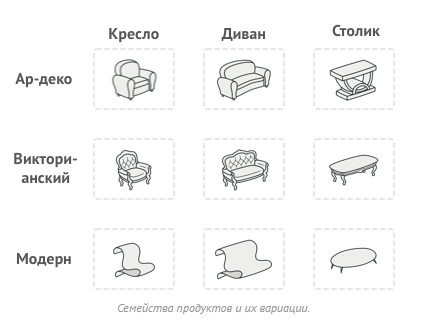 Кресло Диван Столик
Ар-деко
Виктори-
анский
Модерн
Семейства продуктов и их вариации.